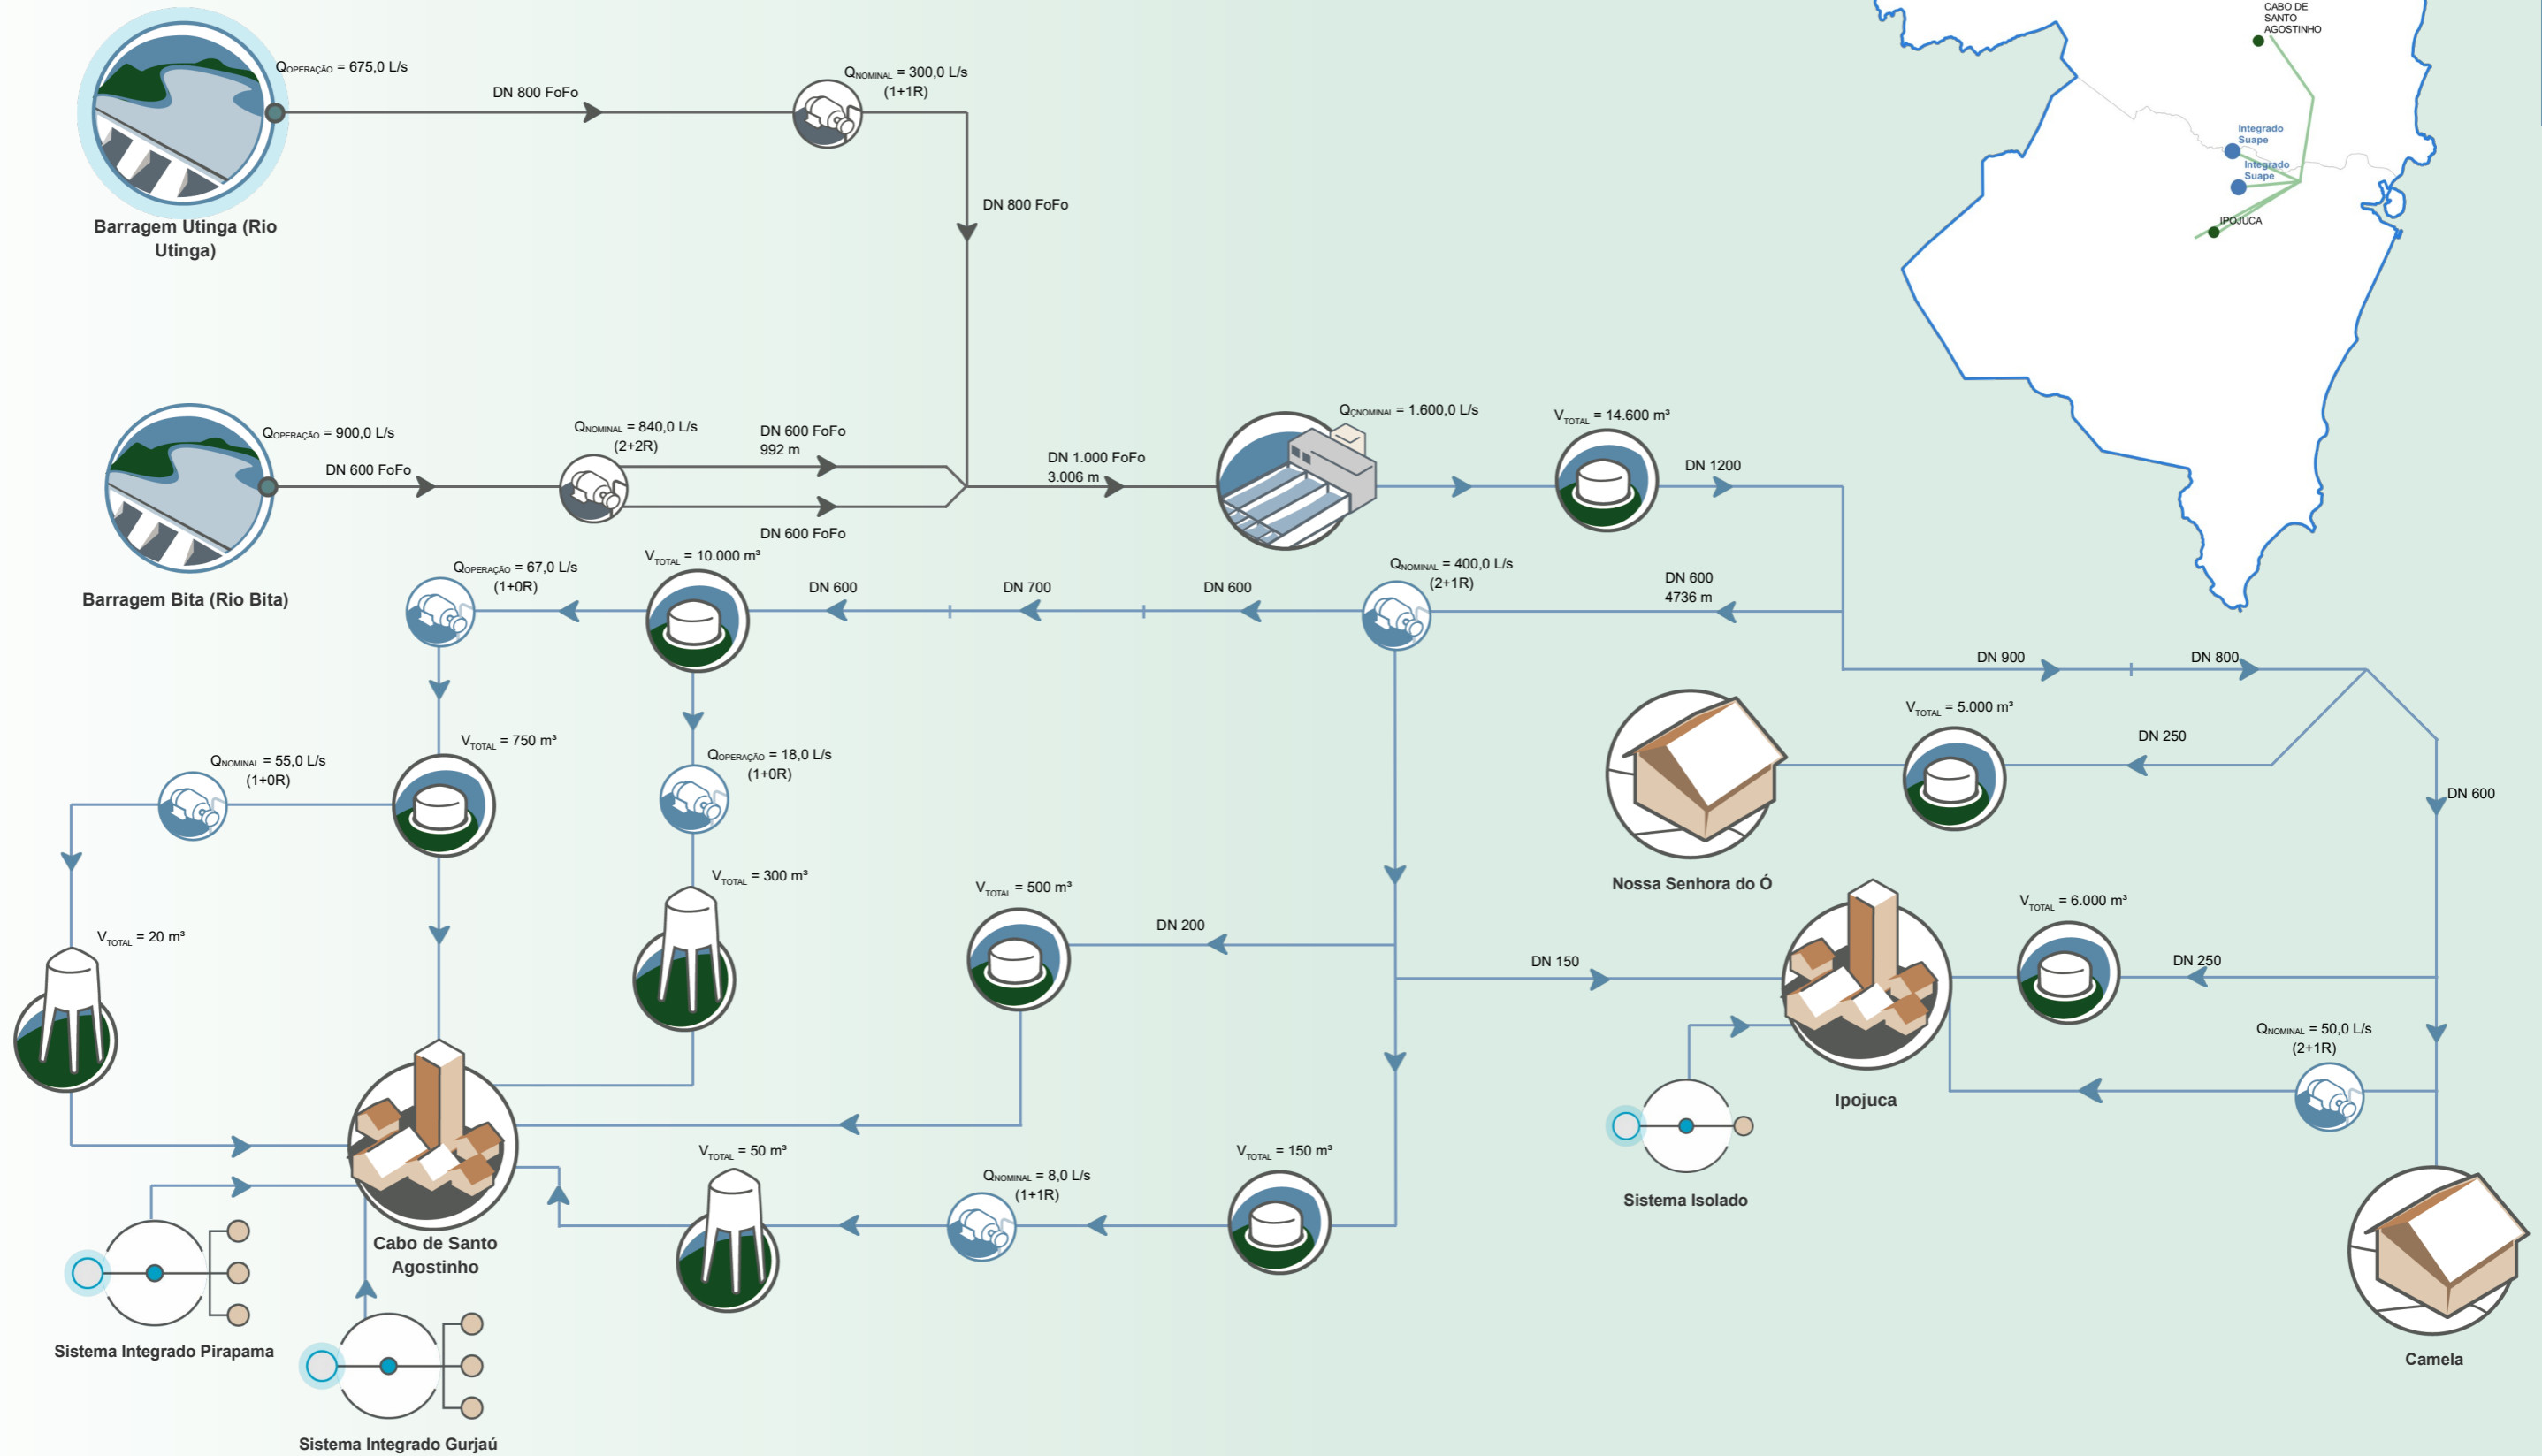 CABO DE
SANTO
AGOSTINHO
Integrado
Suape
Integrado
Suape
IPOJUCA
QOPERAÇÃO = 675,0 L/s
DN 800 FoFo
QNOMINAL = 300,0 L/s
(1+1R)
DN 800 FoFo
Barragem Utinga (Rio
Utinga)
QOPERAÇÃO = 900,0 L/s
DN 600 FoFo
QNOMINAL = 840,0 L/s
(2+2R)
DN 600 FoFo
992 m
DN 600 FoFo
DN 1.000 FoFo
3.006 m
QÇNOMINAL = 1.600,0 L/s
VTOTAL = 14.600 m³
DN 1200
Barragem Bita (Rio Bita)
QOPERAÇÃO = 67,0 L/s
(1+0R)
VTOTAL = 10.000 m³
DN 600
DN 700
DN 600
QNOMINAL = 400,0 L/s
(2+1R)
DN 600
4736 m
DN 900
DN 800
VTOTAL = 5.000 m³
DN 250
DN 600
Nossa Senhora do Ó
QNOMINAL = 55,0 L/s
(1+0R)
VTOTAL = 750 m³
QOPERAÇÃO = 18,0 L/s
(1+0R)
VTOTAL = 300 m³
VTOTAL = 20 m³
VTOTAL = 500 m³
DN 200
DN 150
VTOTAL = 6.000 m³
DN 250
QNOMINAL = 50,0 L/s
(2+1R)
Ipojuca
Sistema Isolado
VTOTAL = 50 m³
QNOMINAL = 8,0 L/s
(1+1R)
VTOTAL = 150 m³
Cabo de Santo
Agostinho
Sistema Integrado Pirapama
Sistema Integrado Gurjaú
Camela